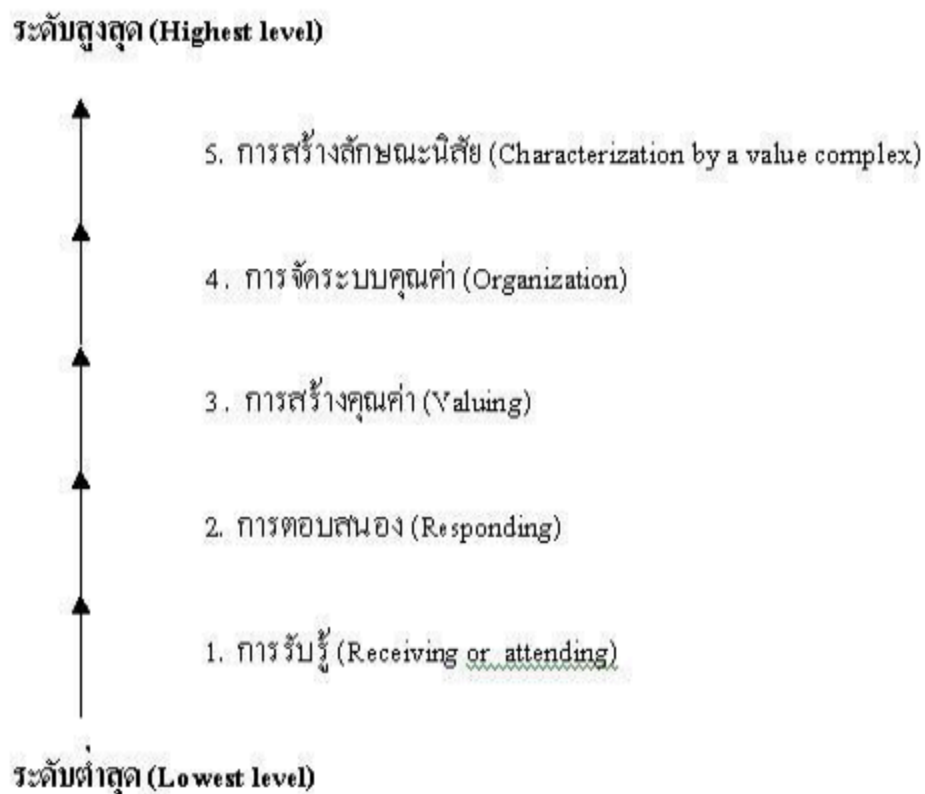 ระดับสูงสุด (Highest level)
5. การสร้างลักษณะนิสัย (Characterization by a value complex)
4. การจัดระบบคุณค่า (Organization)
3. การสร้างคุณค่า (Valuing)
2. การตอบสนอง (Responding)
1. การรับรู้ (Receiving or attending)
ระดับต่ำสุด (Lowest level)